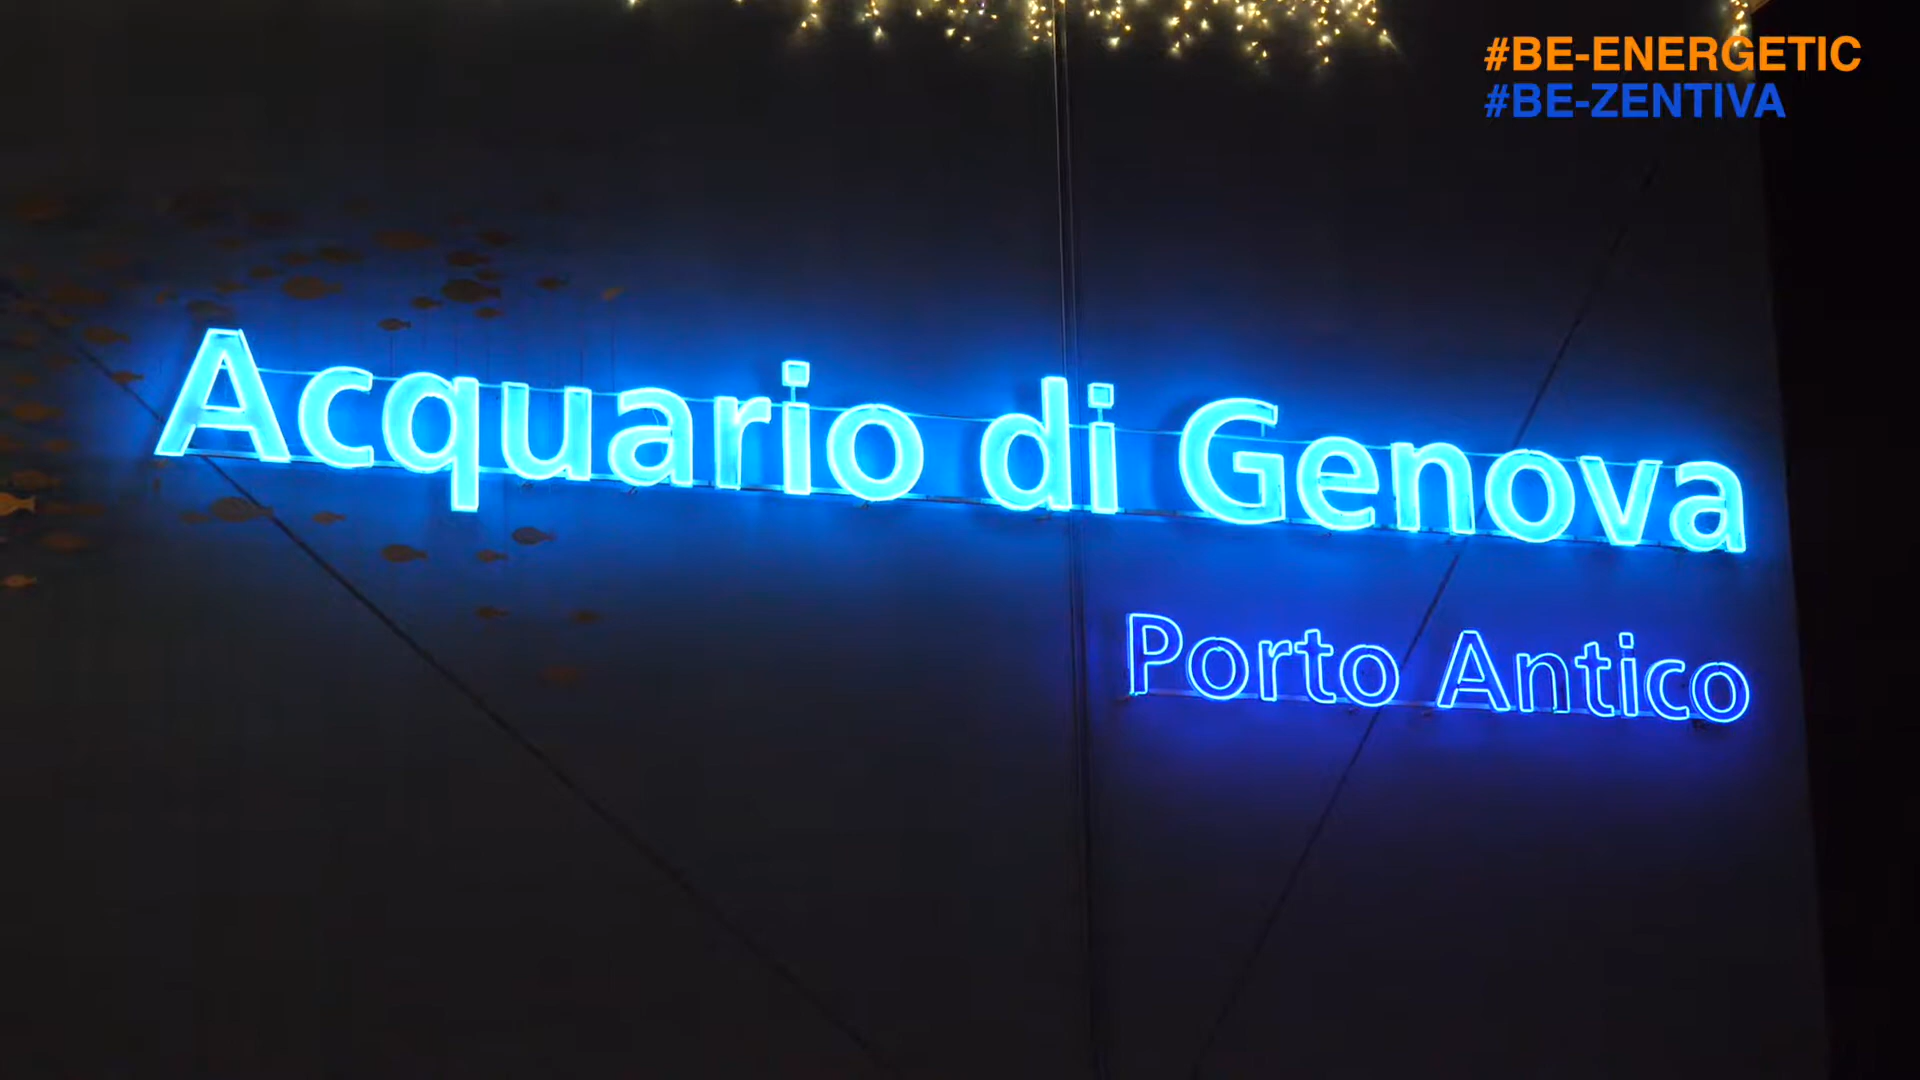 #BE-ENERGETIC
#BE-ZENTIVA
Acquario di Genova
Porto Antico